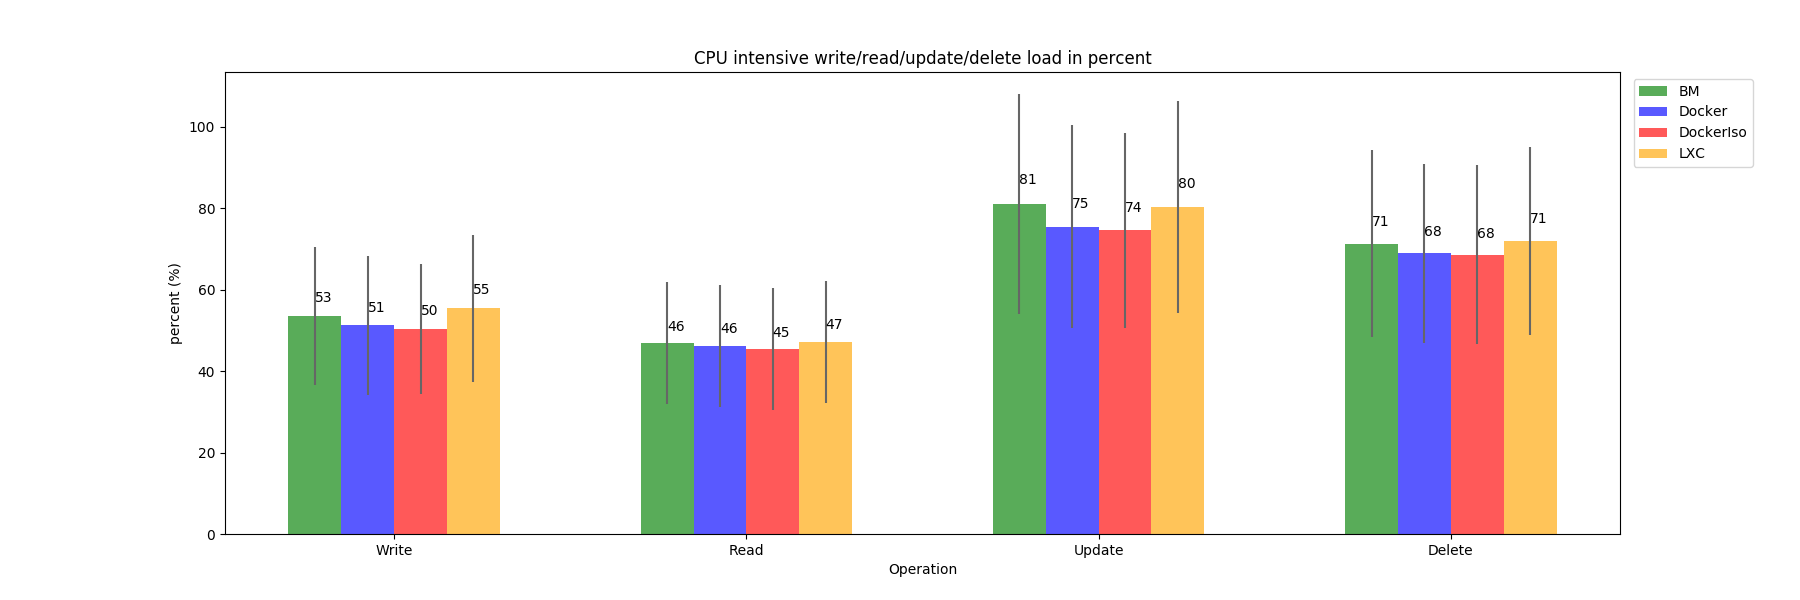 CPU intensive write/read/update/delete load in percent
BM
Docker
DockerIso
LXC
percent (%)
100
80
60
40
20
0
53
51
50
55
46
46
45
47
81
75
74
80
71
68
68
71
Write
Read
Update
Delete
Operation